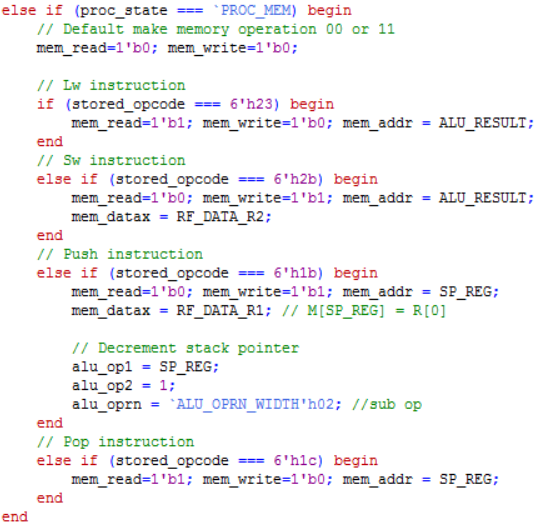 else if (proc_state === `PROC_MEM) begin
// Default make memory operation 00 or 11
mem_read=1'b0; mem_write=1'b0;
// Lw instruction
if (stored_opcode === 6'h23) begin
mem_read=1'b1; mem_write=1'b0; mem_addr = ALU_RESULT;
end
// Sw instruction
else if (stored_opcode === 6'h2b) begin
mem_read=1'b0; mem_write=1'b1; mem_addr = ALU_RESULT;
mem_datax = RF_DATA_R2;
end
// Push instruction
else if (stored_opcode === 6'h1b) begin
mem_read=1'b0; mem_write=1'b1; mem_addr = SP_REG;
mem_datax = RF_DATA_R1; // M[SP_REG] = R[0]
// Decrement stack pointer
alu_op1 = SP_REG;
alu_op2 = 1;
alu_oprn = `ALU_OPRN_WIDTH'h02; //sub op
end
// Pop instruction
else if (stored_opcode === 6'h1c) begin
mem_read=1'b1; mem_write=1'b0; mem_addr = SP_REG;
end
end